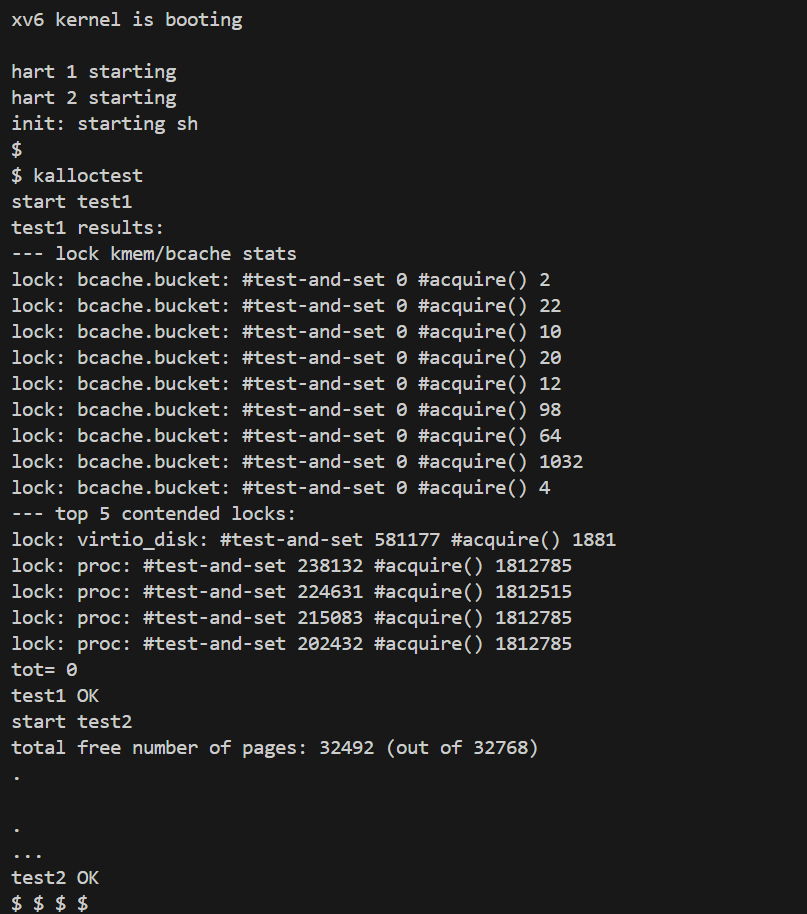 xv6 kernel is booting
hart 1 starting
hart 2 starting
init: starting sh
$
$ kalloctest
start test1
test1 results:
--- lock kmem/bcache stats
lock: bcache.bucket: #test-and-set 0 #acquire() 2
lock: bcache.bucket: #test-and-set 0 #acquire() 22
lock: bcache.bucket: #test-and-set 0 #acquire() 10
lock: bcache.bucket: #test-and-set 0 #acquire() 20
lock: bcache.bucket: #test-and-set 0 #acquire() 12
lock: bcache.bucket: #test-and-set 0 #acquire() 98
lock: bcache.bucket: #test-and-set 0 #acquire() 64
lock: bcache.bucket: #test-and-set 0 #acquire() 1032
lock: bcache.bucket: #test-and-set 0 #acquire() 4
--- top 5 contended locks:
lock: virtio_disk: #test-and-set 581177 #acquire() 1881
lock: proc: #test-and-set 238132 #acquire() 1812785
lock: proc: #test-and-set 224631 #acquire() 1812515
lock: proc: #test-and-set 215083 #acquire() 1812785
lock: proc: #test-and-set 202432 #acquire() 1812785
tot= 0
test1 OK
start test2
total free number of pages: 32492 (out of 32768)
.
.
...
test2 OK
$ $ $ $